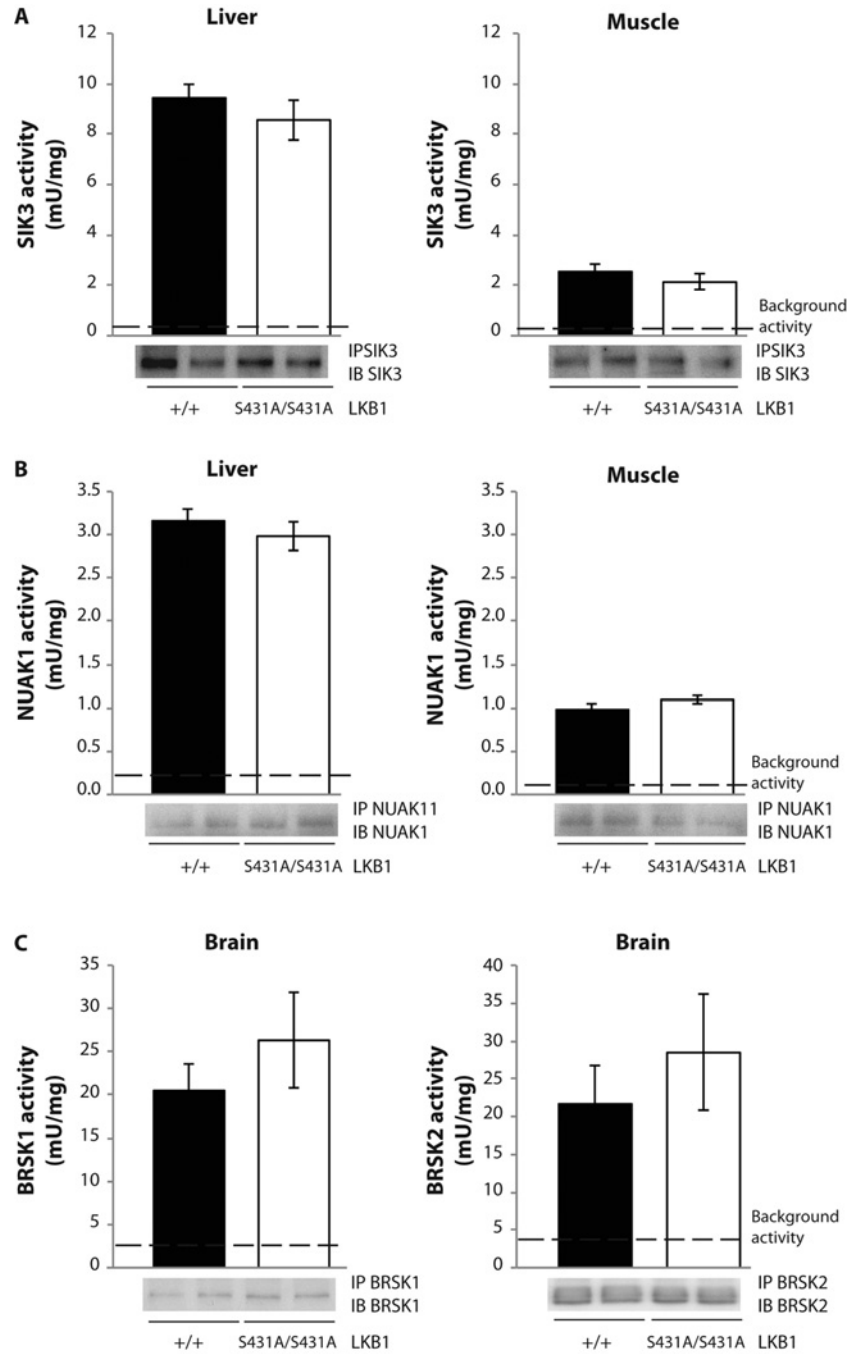 A
Liver
Muscle
SIK3 activity
(mU/mg)
12
10
8
6
4
2
0
SIK3 activity
(mU/mg)
12
10
8
6
4
2
0
Background
activity
IPSIK3
IB SIK3
IPSIK3
IB SIK3
+/+ S431A/S431A LKB1
+/+ S431A/S431A LKB1
B
Liver
Muscle
NUAK1 activity
(mU/mg)
3.5
3.0
2.5
2.0
1.5
1.0
0.5
0.0
NUAK1 activity
(mU/mg)
3.5
3.0
2.5
2.0
1.5
1.0
0.5
0.0
Background
activity
IP NUAK11
IB NUAK1
IP NUAK1
IB NUAK1
+/+ S431A/S431A LKB1
+/+ S431A/S431A LKB1
C
Brain
Brain
BRSK1 activity
(mU/mg)
35
30
25
20
15
10
5
0
BRSK2 activity
(mU/mg)
40
35
30
25
20
15
10
5
0
Background
activity
IP BRSK1
IB BRSK1
IP BRSK2
IB BRSK2
+/+ S431A/S431A LKB1
+/+ S431A/S431A LKB1